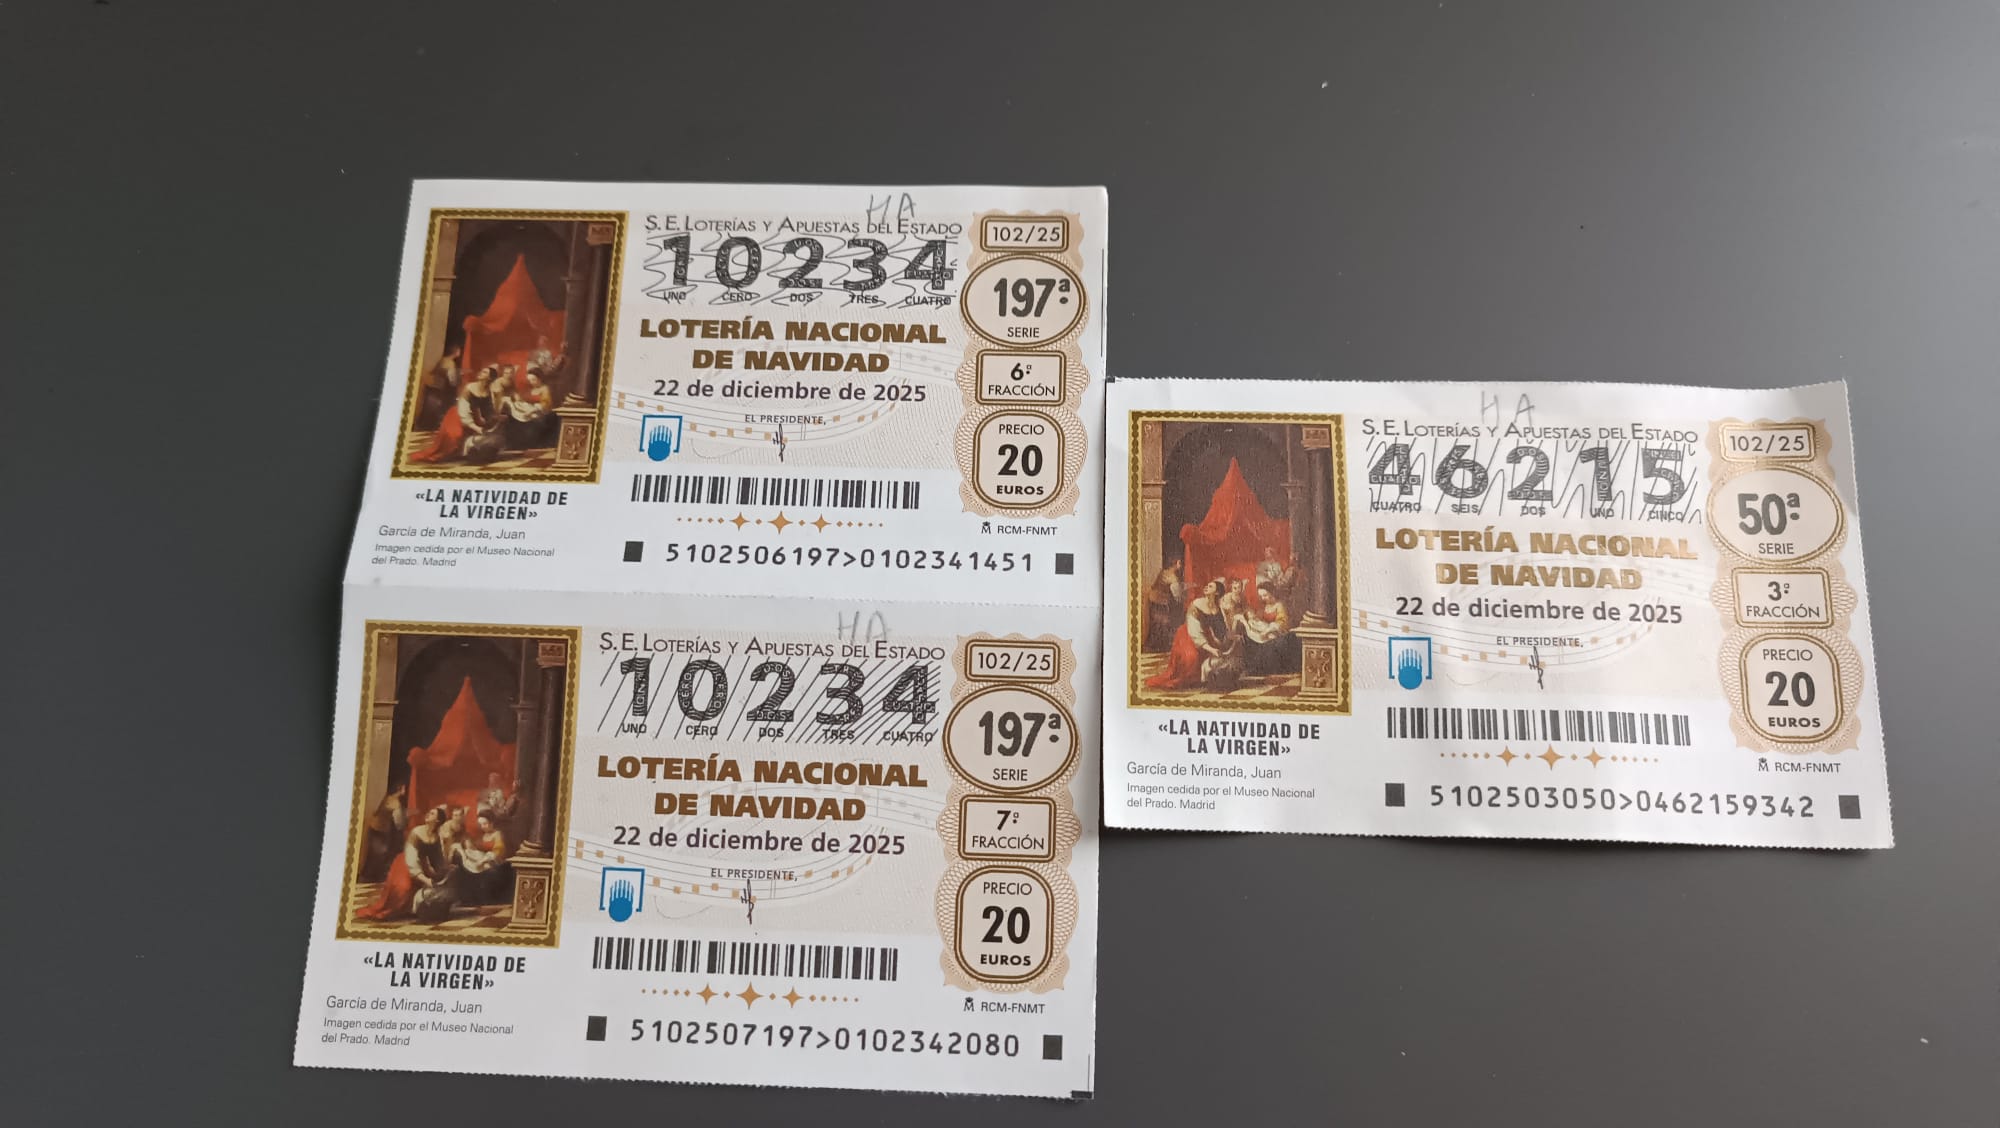 HA
S.E. LOTERÍAS Y APUESTAS DEL ESTADO
10234
UNO CERO DOS TRES CUATRO
LOTERÍA NACIONAL
DE NAVIDAD
22 de diciembre de 2025
EL PRESIDENTE,
102/25
197ª
SERIE
6ª
FRACCIÓN
PRECIO
20
EUROS
«LA NATIVIDAD DE
LA VIRGEN»
García de Miranda, Juan
Imagen cedida por el Museo Nacional
del Prado. Madrid
RCM-FNMT
5102506197>0102341451
HA
S.E. LOTERÍAS Y APUESTAS DEL ESTADO
10234
UNO CERO DOS TRES CUATRO
LOTERÍA NACIONAL
DE NAVIDAD
22 de diciembre de 2025
EL PRESIDENTE,
102/25
197ª
SERIE
7ª
FRACCIÓN
PRECIO
20
EUROS
«LA NATIVIDAD DE
LA VIRGEN»
García de Miranda, Juan
Imagen cedida por el Museo Nacional
del Prado. Madrid
RCM-FNMT
5102507197>0102342080
HA
S.E. LOTERÍAS Y APUESTAS DEL ESTADO
46215
CUATRO SEIS DOS UNO CINCO
LOTERÍA NACIONAL
DE NAVIDAD
22 de diciembre de 2025
EL PRESIDENTE,
102/25
50ª
SERIE
3ª
FRACCIÓN
PRECIO
20
EUROS
«LA NATIVIDAD DE
LA VIRGEN»
García de Miranda, Juan
Imagen cedida por el Museo Nacional
del Prado. Madrid
RCM-FNMT
5102503050>0462159342